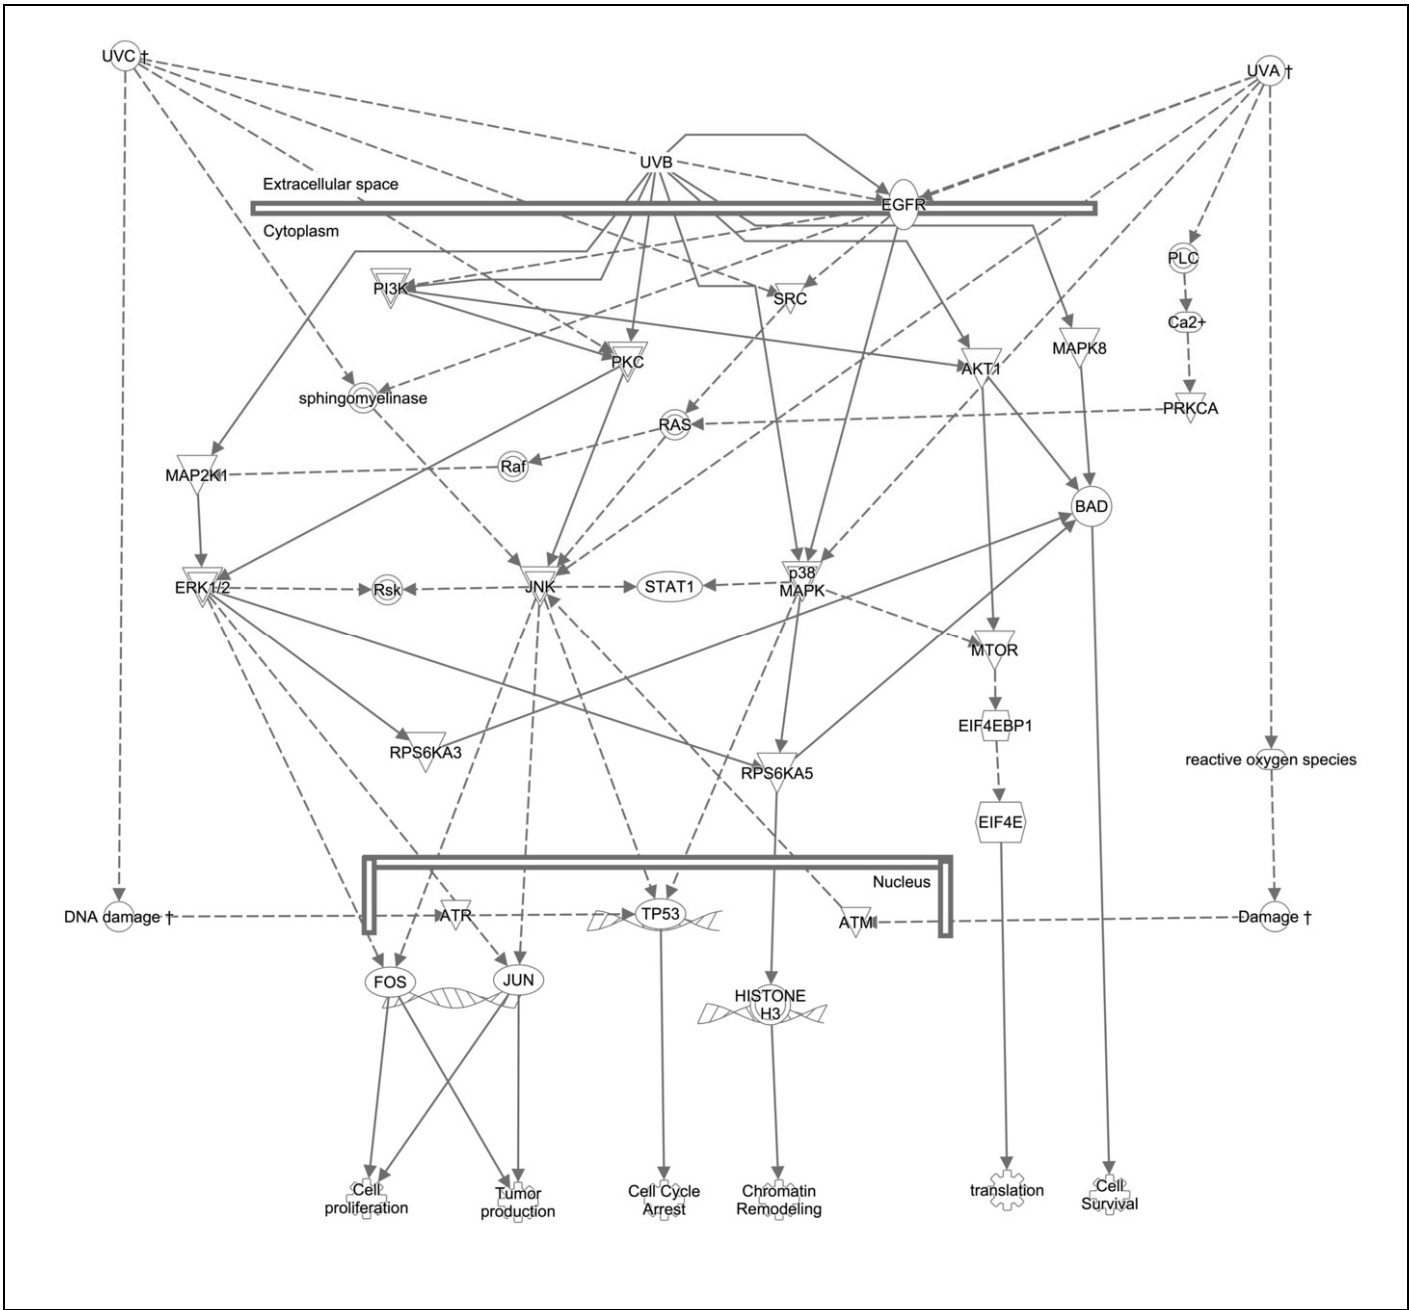 UVC †
UVA †
UVB
Extracellular space
EGFR
Cytoplasm
PLC
PI3K
SRC
Ca2+
MAPK8
PKC
AKT1
sphingomyelinase
PRKCA
RAS
Raf
MAP2K1
BAD
ERK1/2
Rsk
JNK
STAT1
p38
MAPK
MTOR
EIF4EBP1
RPS6KA3
RPS6KA5
reactive oxygen species
EIF4E
Nucleus
DNA damage †
ATR
TP53
ATM
Damage †
FOS
JUN
HISTONE
H3
Cell
proliferation
Tumor
production
Cell Cycle
Arrest
Chromatin
Remodeling
translation
Cell
Survival